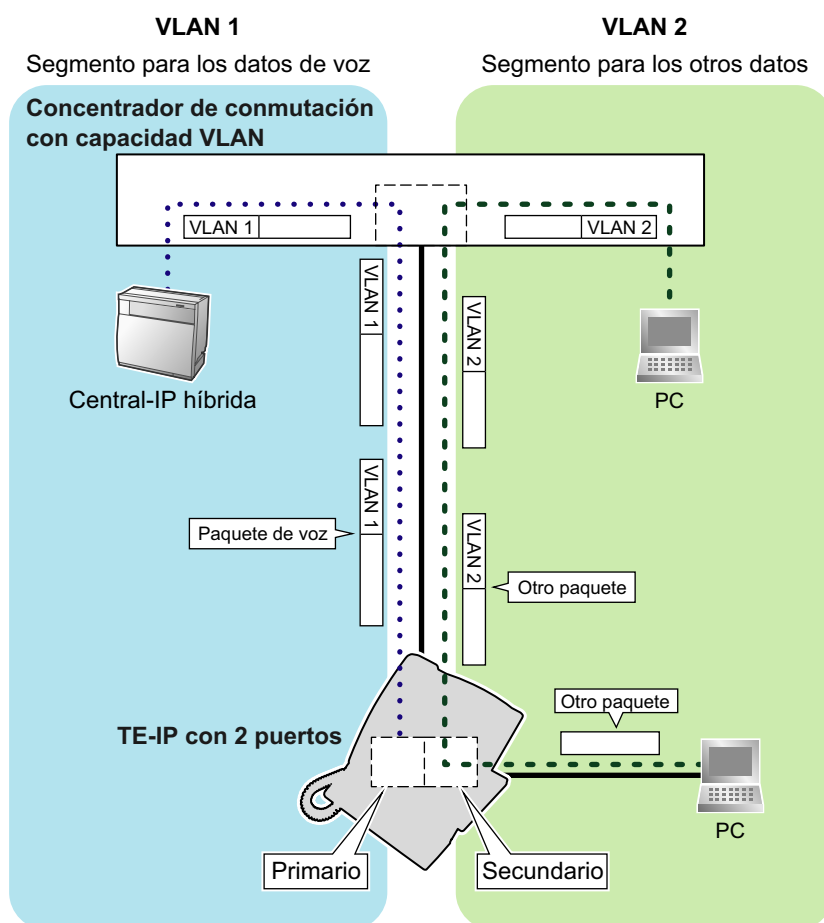 VLAN 1
VLAN 2
Segmento para los datos de voz
Segmento para los otros datos
Concentrador de conmutación
con capacidad VLAN
VLAN 1
VLAN 2
VLAN 1
VLAN 2
Central-IP híbrida
PC
VLAN 1
Paquete de voz
VLAN 2
Otro paquete
Otro paquete
TE-IP con 2 puertos
PC
Primario
Secundario